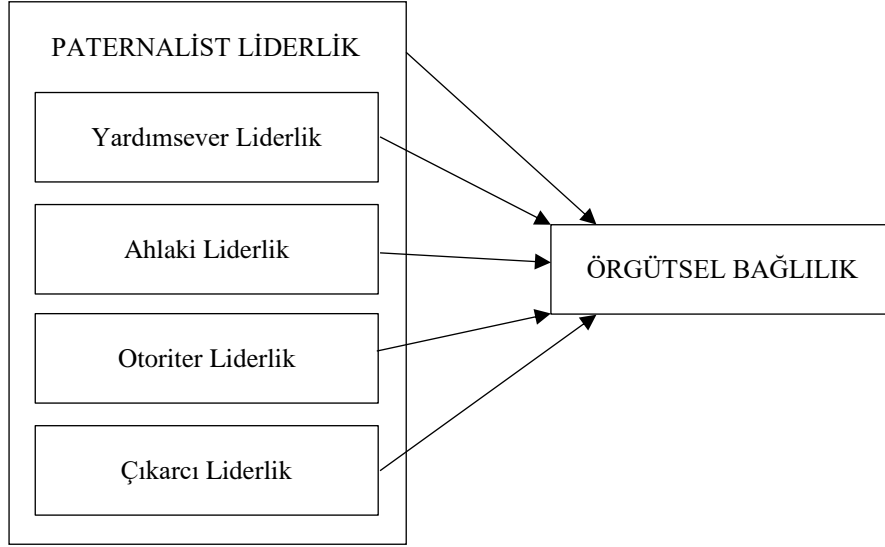 PATERNALİST LİDERLİK
Yardımsever Liderlik
Ahlaki Liderlik
Otoriter Liderlik
Çıkarcı Liderlik
ÖRGÜTSEL BAĞLILIK